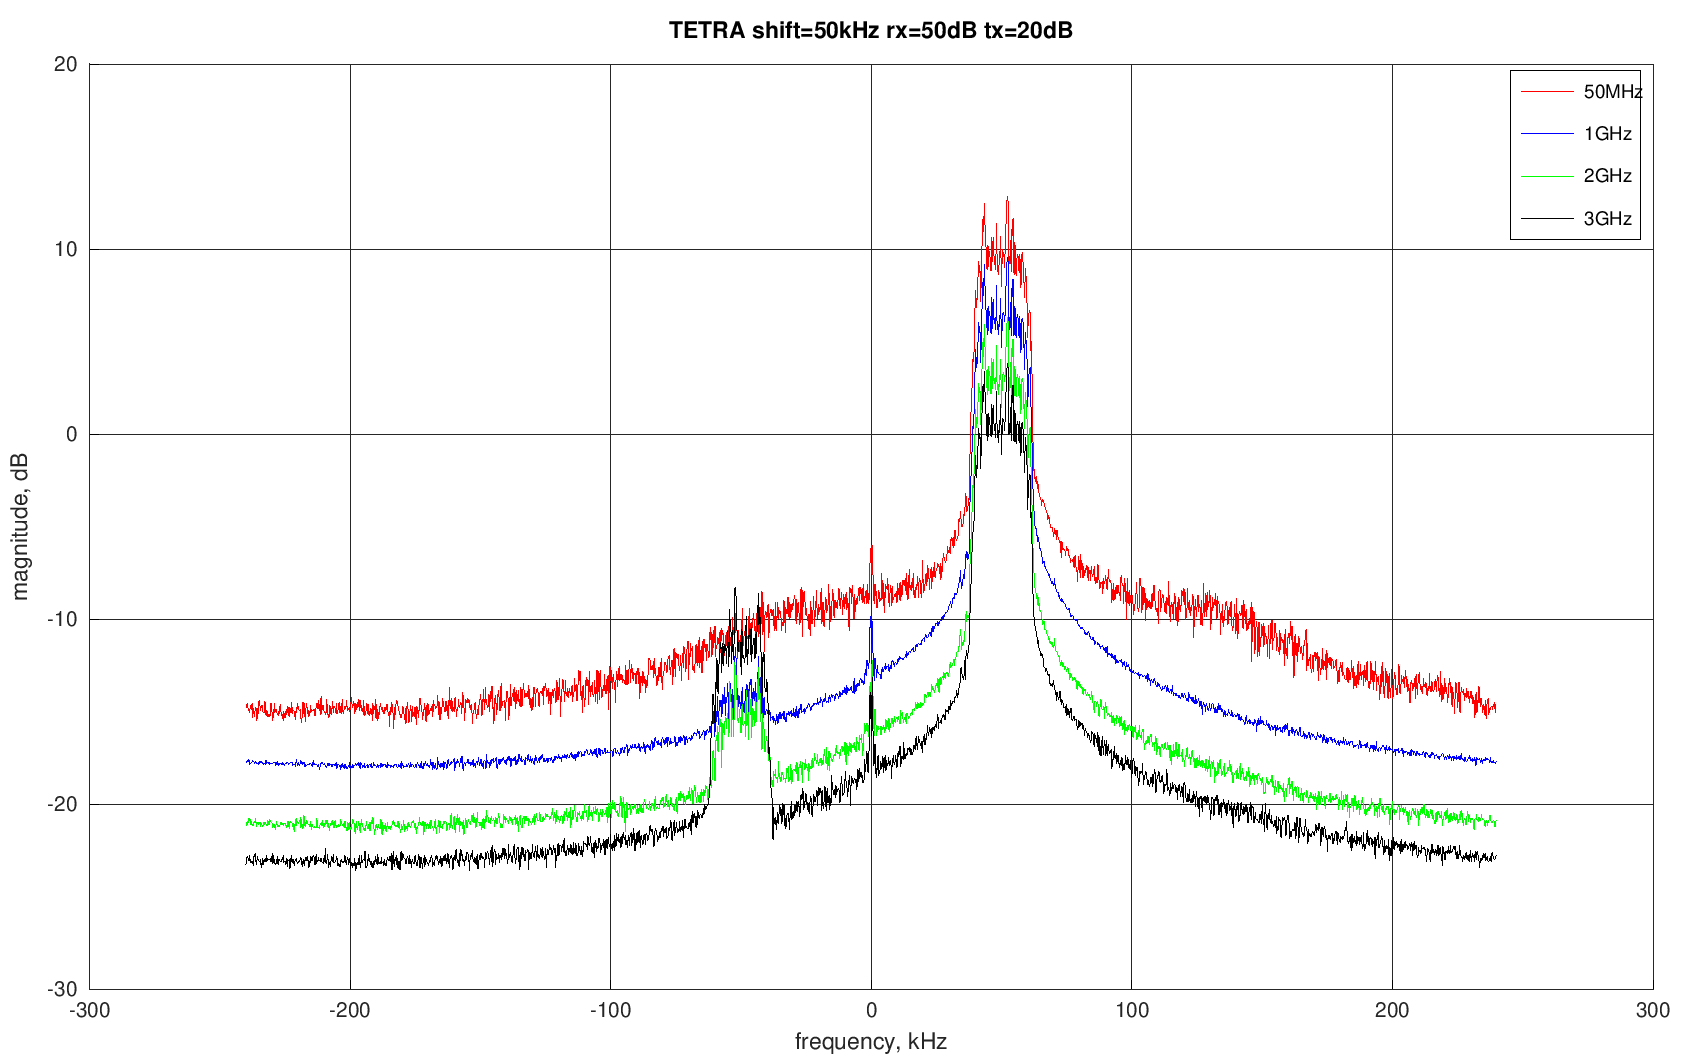 TETRA shift=50kHz rx=50dB tx=20dB
20
10
0
-10
-20
-30
magnitude, dB
50MHz
1GHz
2GHz
3GHz
-300 -200 -100 0 100 200 300
frequency, kHz